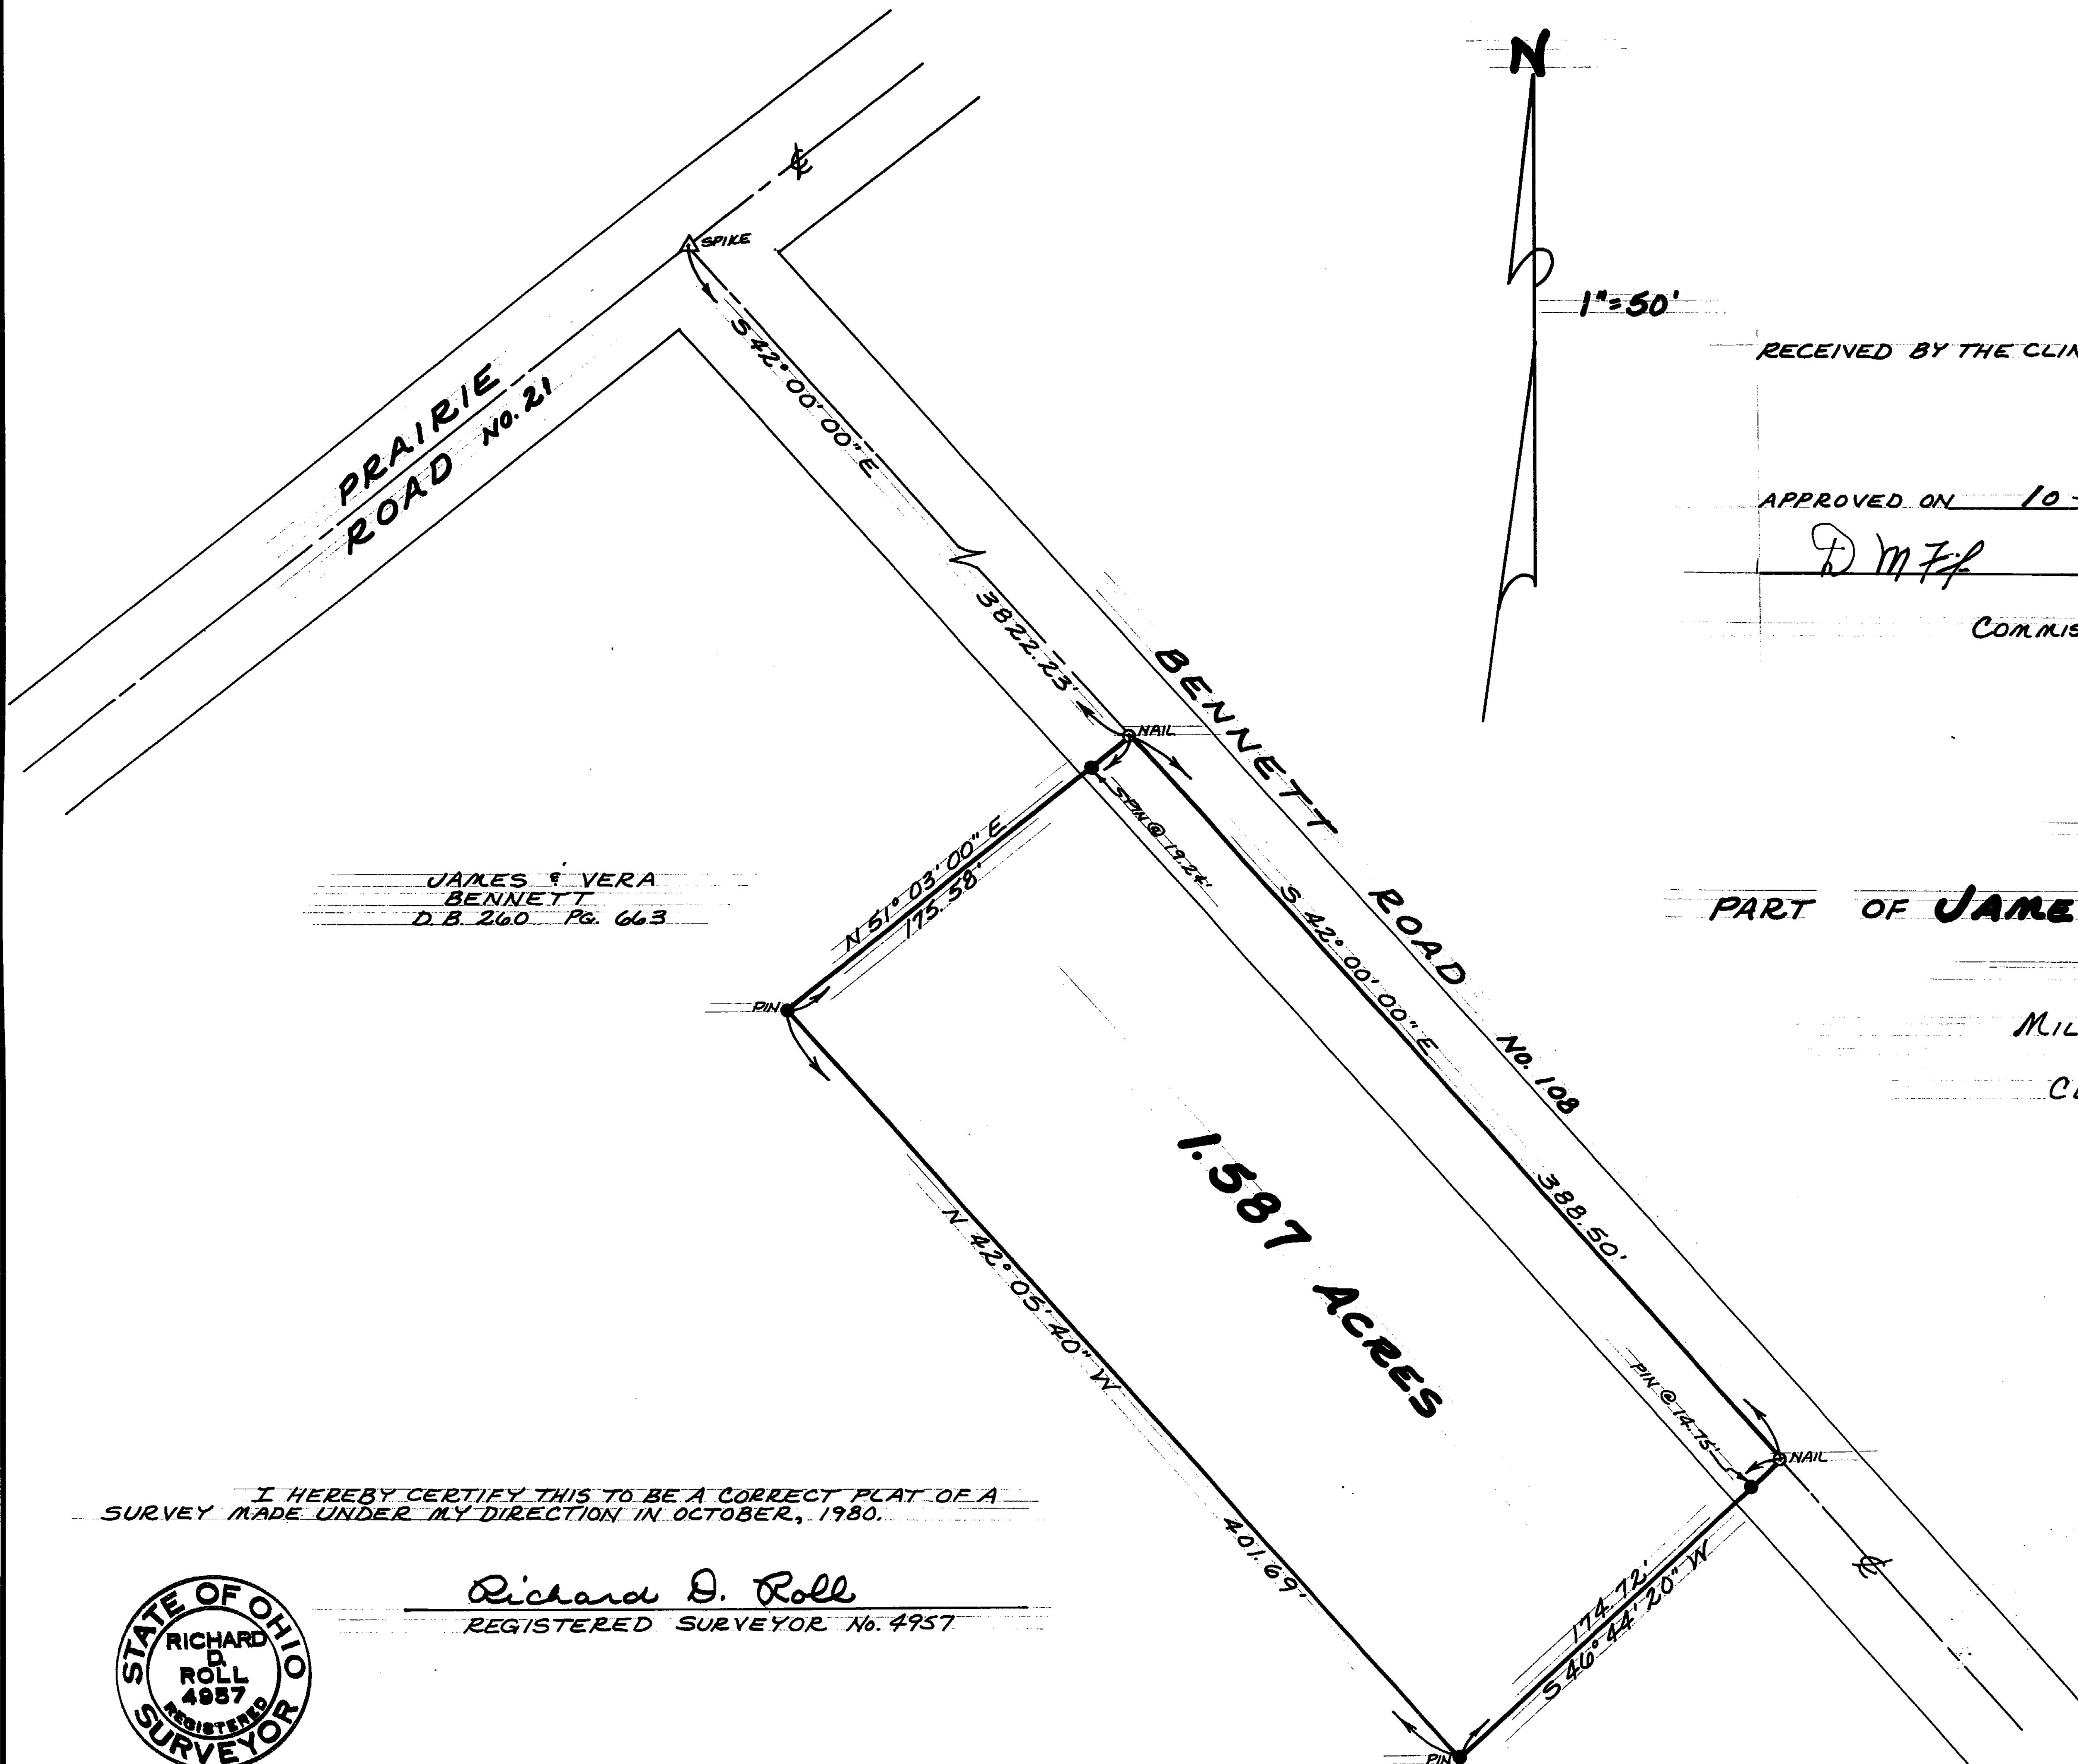 N
1"=50'
SPIKE
S 42° 00' 00" E
3822.23'
PRAIRIE
ROAD No. 21
RECEIVED BY THE CLIN
APPROVED ON 10 -
COMMIS
BENNETT ROAD No. 108
NAIL
PIN @ 19.24'
N 51° 03' 00" E
175.58'
JAMES & VERA
BENNETT
D.B. 260 PG. 663
PIN
S 42° 00' 00" E
388.50'
PART OF JAME
MIL
CL
1.587 ACRES
N 42° 05' 40" W
401.69'
PIN @ 14.75'
NAIL
174.72'
S 46° 44' 20" W
PIN
I HEREBY CERTIFY THIS TO BE A CORRECT PLAT OF A
SURVEY MADE UNDER MY DIRECTION IN OCTOBER, 1980.
Richard D. Roll
REGISTERED SURVEYOR No. 4957
STATE OF OHIO
RICHARD
D.
ROLL
4957
REGISTERED
SURVEYOR